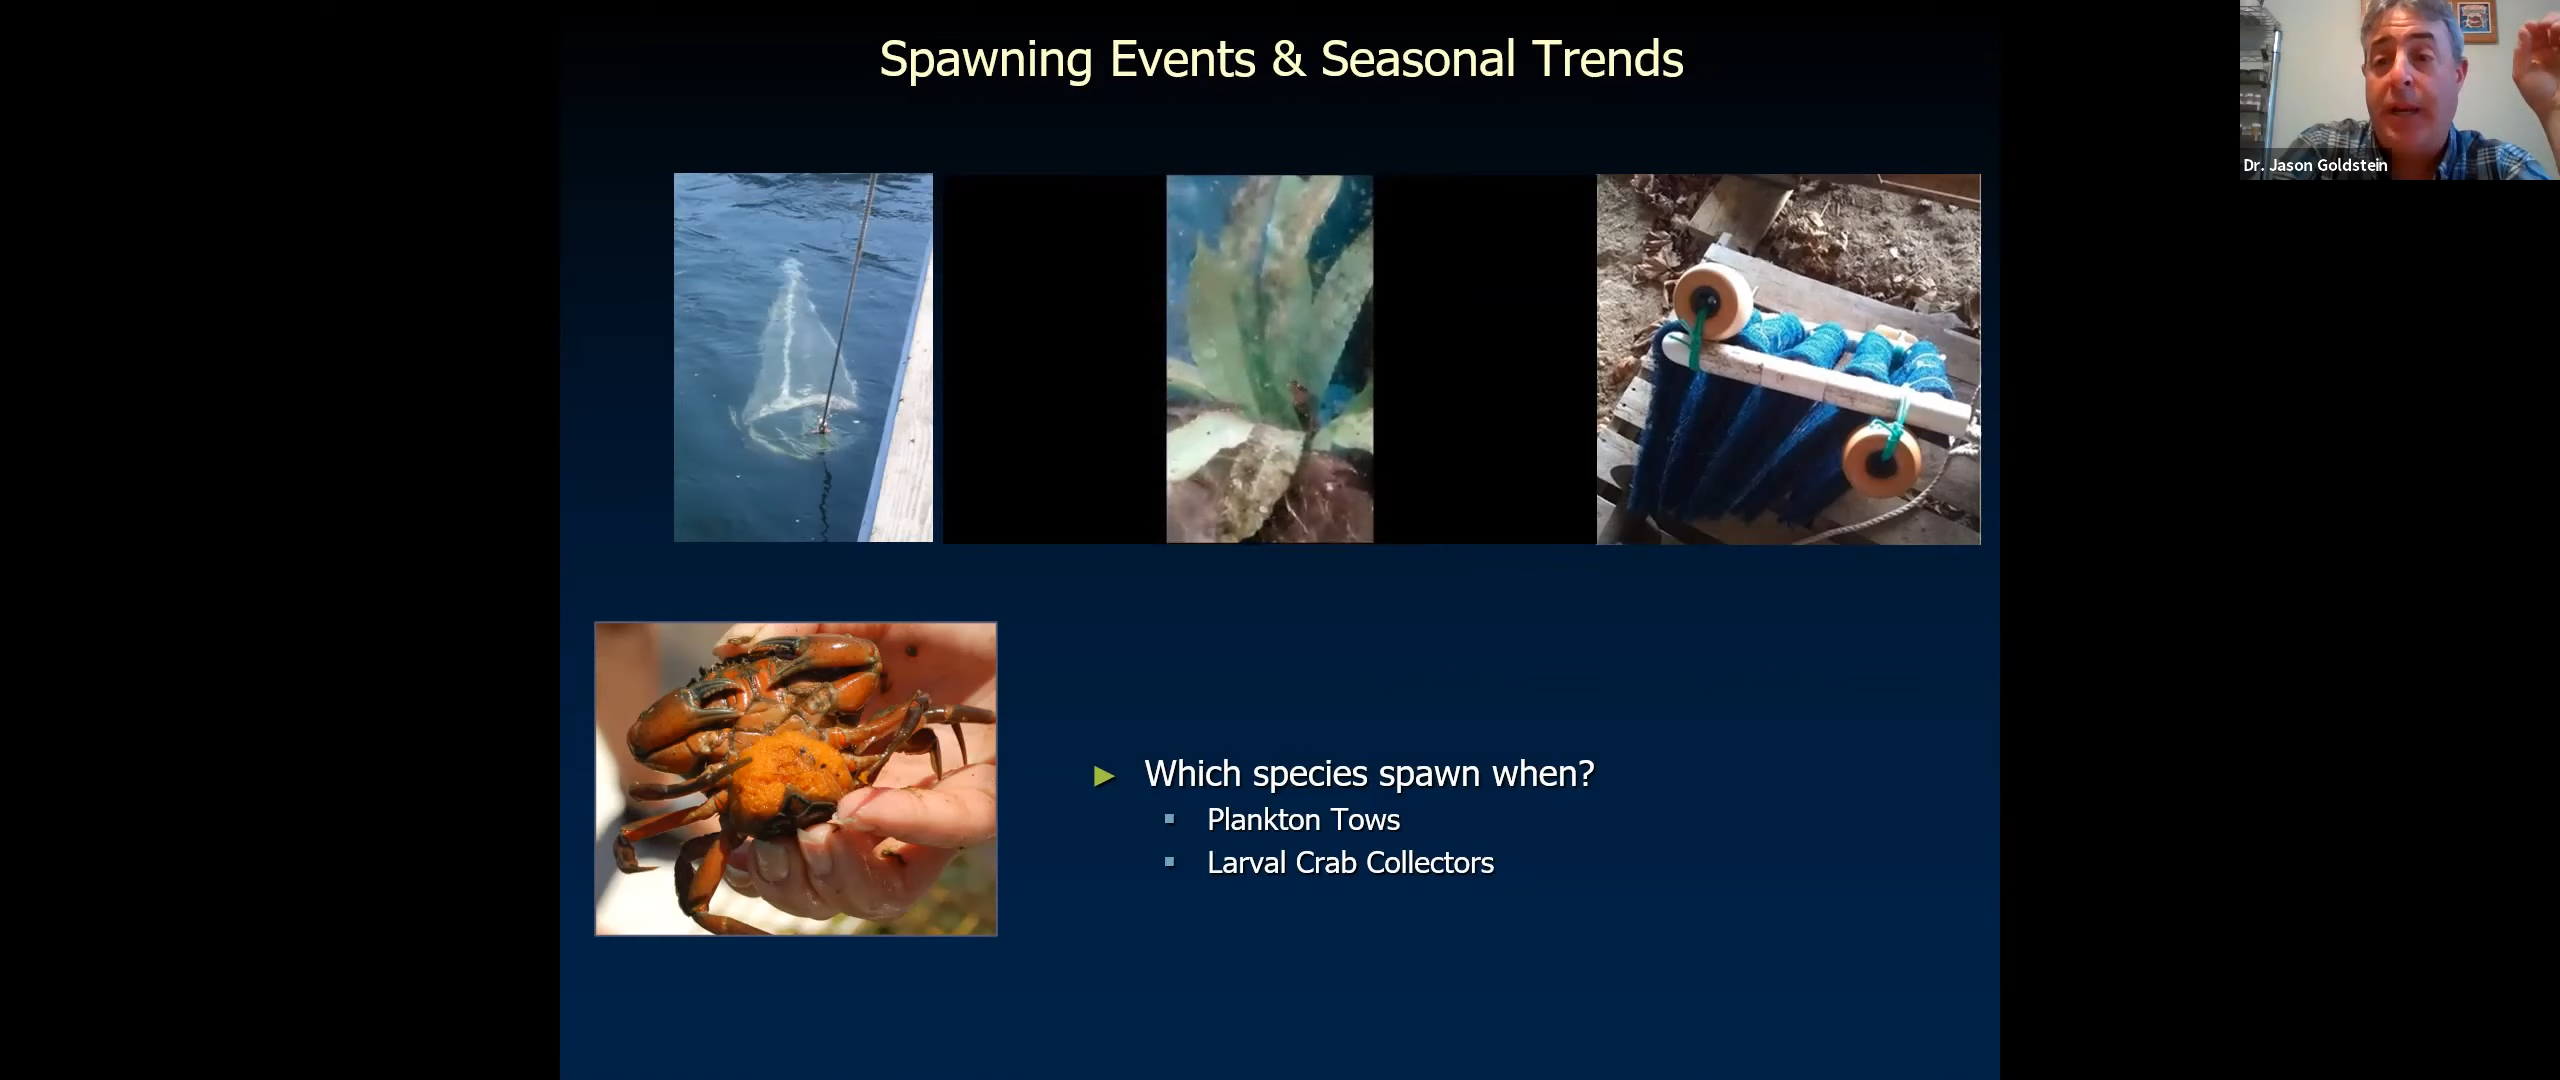 Spawning Events & Seasonal Trends
Dr. Jason Goldstein
► Which species spawn when?
▪ Plankton Tows
▪ Larval Crab Collectors